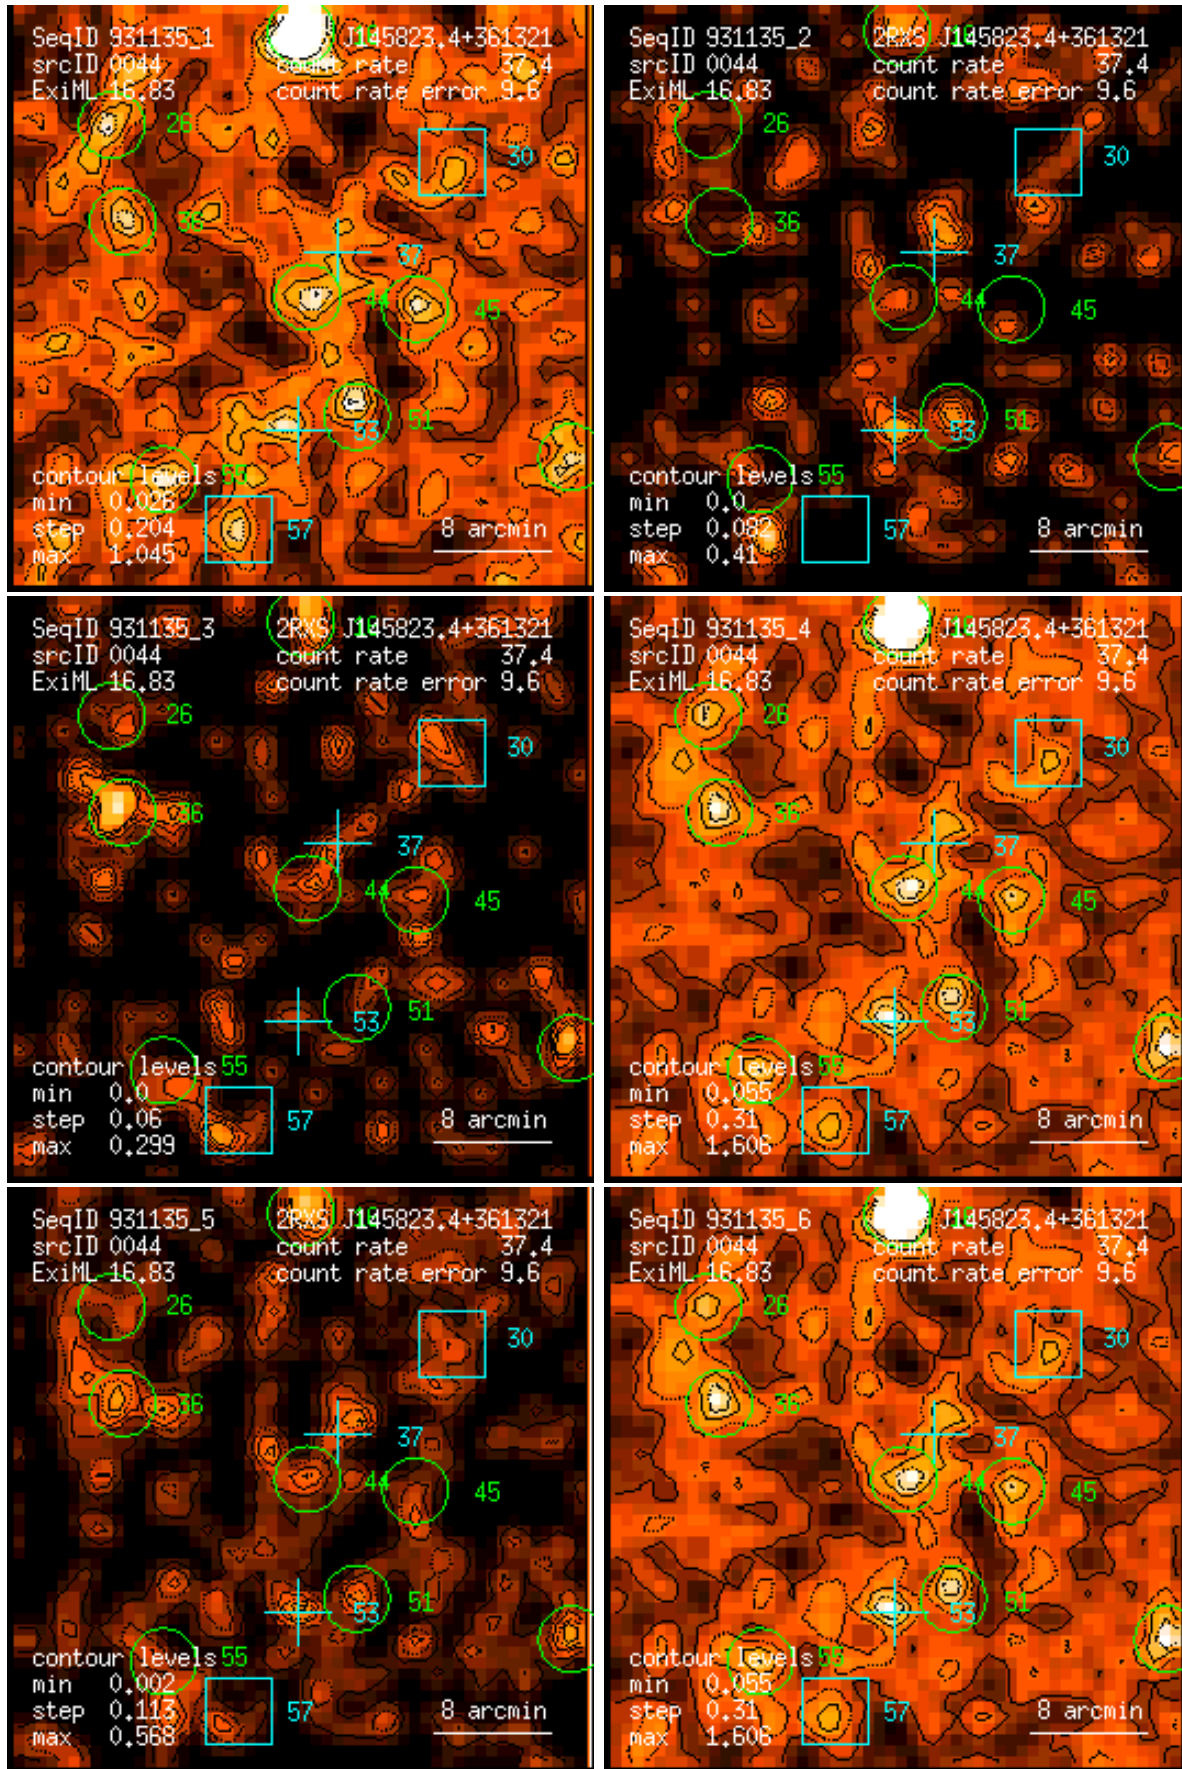 SeqID 931135_1 J145823.4+361321
srcID 0044 count rate 37.4
ExiML 16.83 count rate error 9.6
26
30
36
37
44
45
51
53
contour levels 55
min 0.026
step 0.204 57 8 arcmin
max 1.045
SeqID 931135_2 2RXS J145823.4+361321
srcID 0044 count rate 37.4
ExiML 16.83 count rate error 9.6
26
30
36
37
44
45
51
53
contour levels 55
min 0.0
step 0.082 57 8 arcmin
max 0.41
SeqID 931135_3 2RXS J145823.4+361321
srcID 0044 count rate 37.4
ExiML 16.83 count rate error 9.6
26
30
36
37
44
45
51
53
contour levels 55
min 0.0
step 0.06 57 8 arcmin
max 0.299
SeqID 931135_4 J145823.4+361321
srcID 0044 count rate 37.4
ExiML 16.83 count rate error 9.6
26
30
36
37
44
45
51
53
contour levels 55
min 0.055
step 0.31 57 8 arcmin
max 1.606
SeqID 931135_5 2RXS J145823.4+361321
srcID 0044 count rate 37.4
ExiML 16.83 count rate error 9.6
26
30
36
37
44
45
51
53
contour levels 55
min 0.002
step 0.113 57 8 arcmin
max 0.568
SeqID 931135_6 J145823.4+361321
srcID 0044 count rate 37.4
ExiML 16.83 count rate error 9.6
26
30
36
37
44
45
51
53
contour levels 55
min 0.055
step 0.31 57 8 arcmin
max 1.606